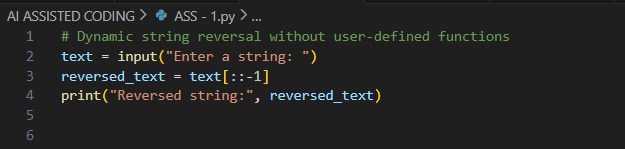 AI ASSISTED CODING > ASS - 1.py > ...
1 # Dynamic string reversal without user-defined functions
2 text = input("Enter a string: ")
3 reversed_text = text[::-1]
4 print("Reversed string:", reversed_text)
5
6